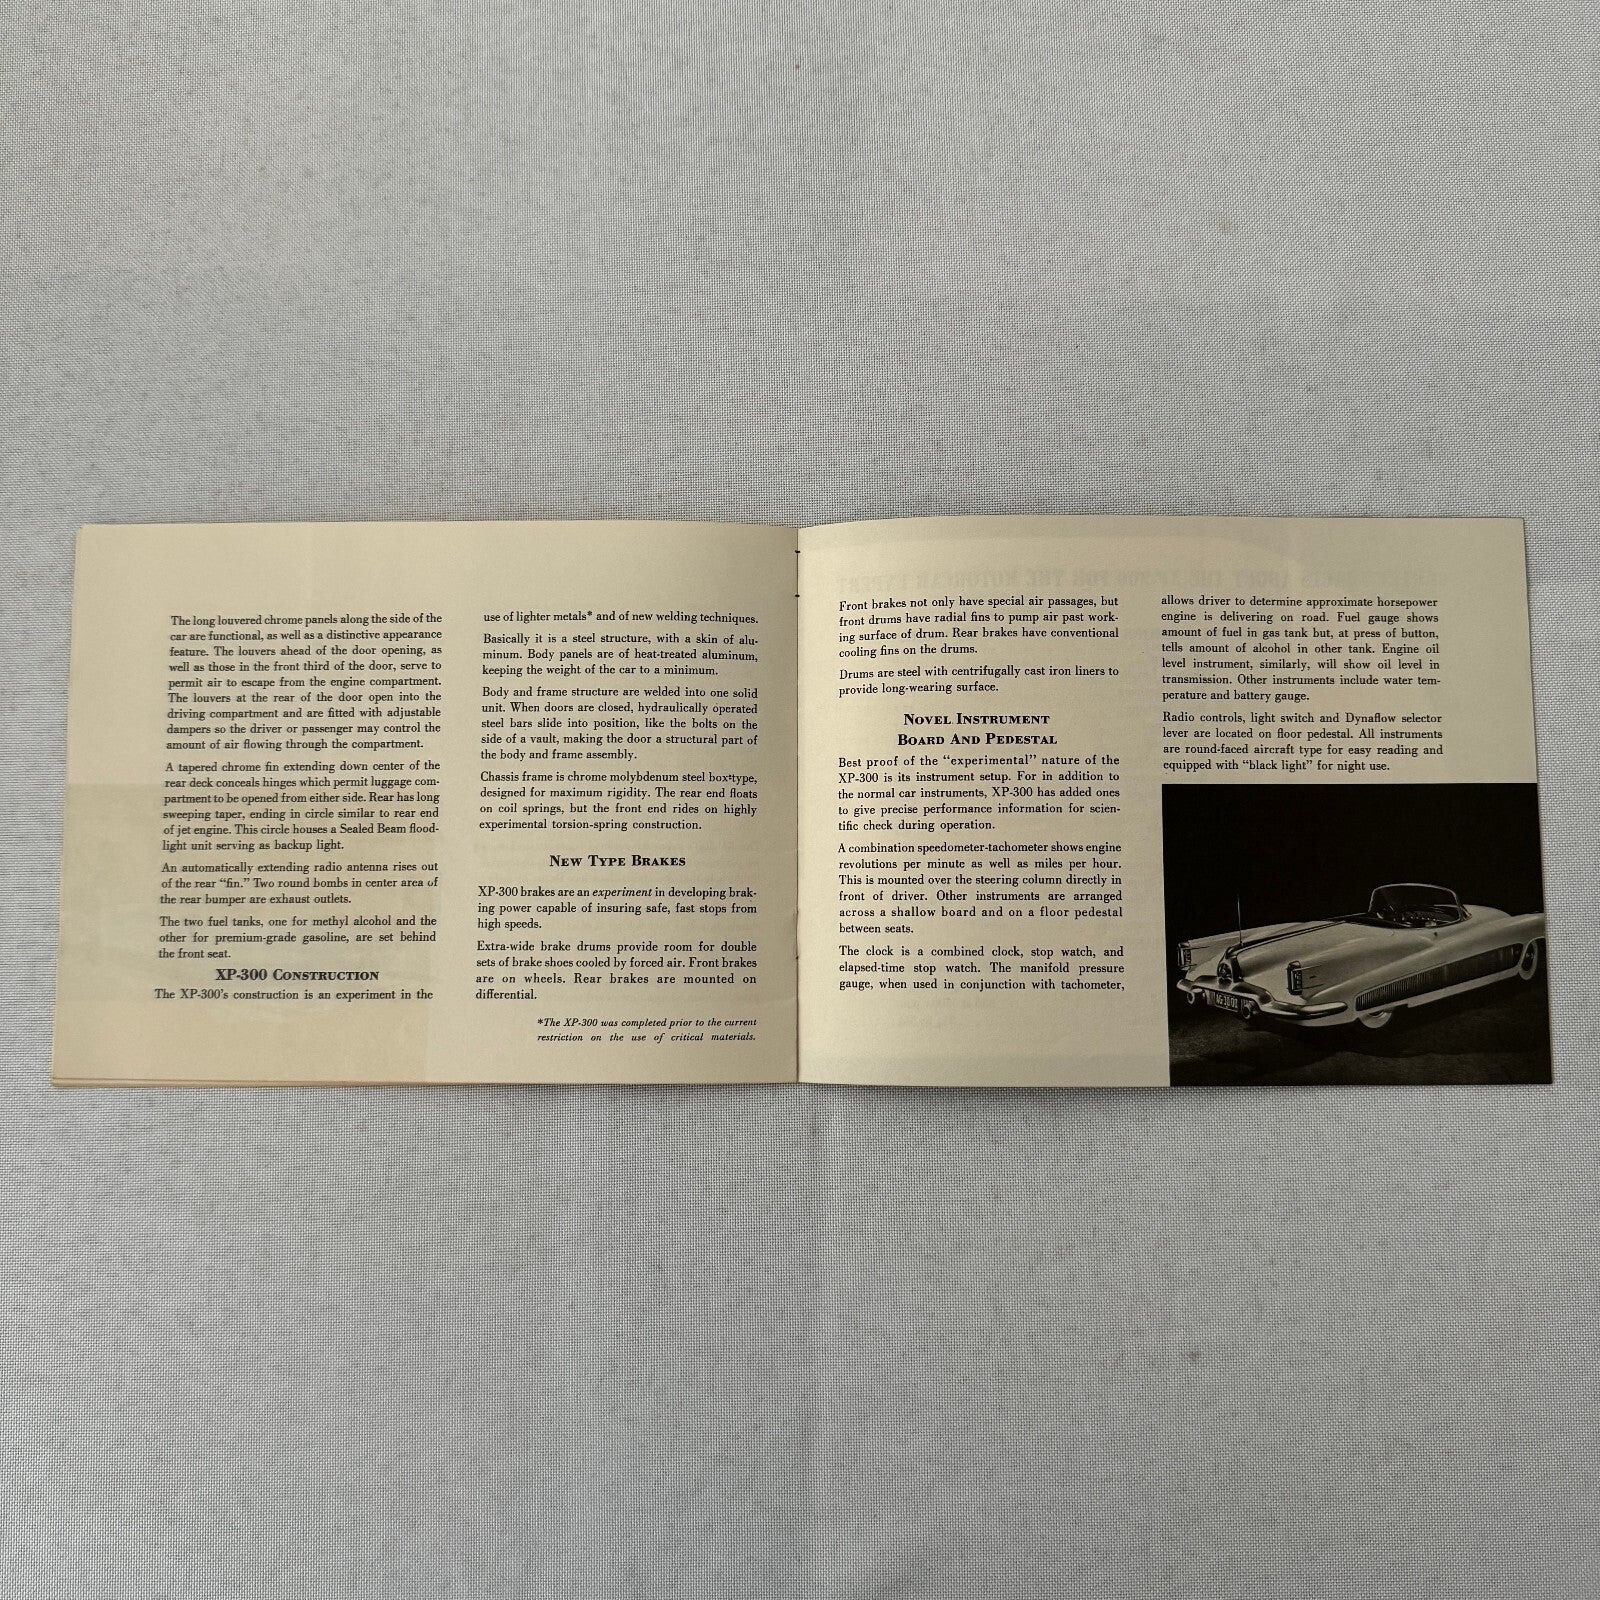 The long louvered chrome panels along the side of the
car are functional, as well as a distinctive appearance
feature. The louvers ahead of the door opening, as
well as those in the front third of the door, serve to
permit air to escape from the engine compartment.
The louvers at the rear of the door open into the
driving compartment and are fitted with adjustable
dampers so the driver or passenger may control the
amount of air flowing through the compartment.
A tapered chrome fin extending down center of the
rear deck conceals hinges which permit luggage com-
partment to be opened from either side. Rear has long
sweeping taper, ending in circle similar to rear end
of jet engine. This circle houses a Sealed Beam flood-
light unit serving as backup light.
An automatically extending radio antenna rises out
of the rear “fin.” Two round bombs in center area of
the rear bumper are exhaust outlets.
The two fuel tanks, one for methyl alcohol and the
other for premium-grade gasoline, are set behind
the front seat.
XP-300 CONSTRUCTION
The XP-300's construction is an experiment in the
use of lighter metals* and of new welding techniques.
Basically it is a steel structure, with a skin of alu-
minum. Body panels are of heat-treated aluminum,
keeping the weight of the car to a minimum.
Body and frame structure are welded into one solid
unit. When doors are closed, hydraulically operated
steel bars slide into position, like the bolts on the
side of a vault, making the door a structural part of
the body and frame assembly.
Chassis frame is chrome molybdenum steel box-type,
designed for maximum rigidity. The rear end floats
on coil springs, but the front end rides on highly
experimental torsion-spring construction.
NEW TYPE BRAKES
XP-300 brakes are an experiment in developing brak-
ing power capable of insuring safe, fast stops from
high speeds.
Extra-wide brake drums provide room for double
sets of brake shoes cooled by forced air. Front brakes
are on wheels. Rear brakes are mounted on
differential.
*The XP-300 was completed prior to the current
restriction on the use of critical materials.
Front brakes not only have special air passages, but
front drums have radial fins to pump air past work-
ing surface of drum. Rear brakes have conventional
cooling fins on the drums.
Drums are steel with centrifugally cast iron liners to
provide long-wearing surface.
NOVEL INSTRUMENT
BOARD AND PEDESTAL
Best proof of the “experimental” nature of the
XP-300 is its instrument setup. For in addition to
the normal car instruments, XP-300 has added ones
to give precise performance information for scien-
tific check during operation.
A combination speedometer-tachometer shows engine
revolutions per minute as well as miles per hour.
This is mounted over the steering column directly in
front of driver. Other instruments are arranged
across a shallow board and on a floor pedestal
between seats.
The clock is a combined clock, stop watch, and
elapsed-time stop watch. The manifold pressure
gauge, when used in conjunction with tachometer,
allows driver to determine approximate horsepower
engine is delivering on road. Fuel gauge shows
amount of fuel in gas tank but, at press of button,
tells amount of alcohol in other tank. Engine oil
level instrument, similarly, will show oil level in
transmission. Other instruments include water tem-
perature and battery gauge.
Radio controls, light switch and Dynaflow selector
lever are located on floor pedestal. All instruments
are round-faced aircraft type for easy reading and
equipped with “black light” for night use.